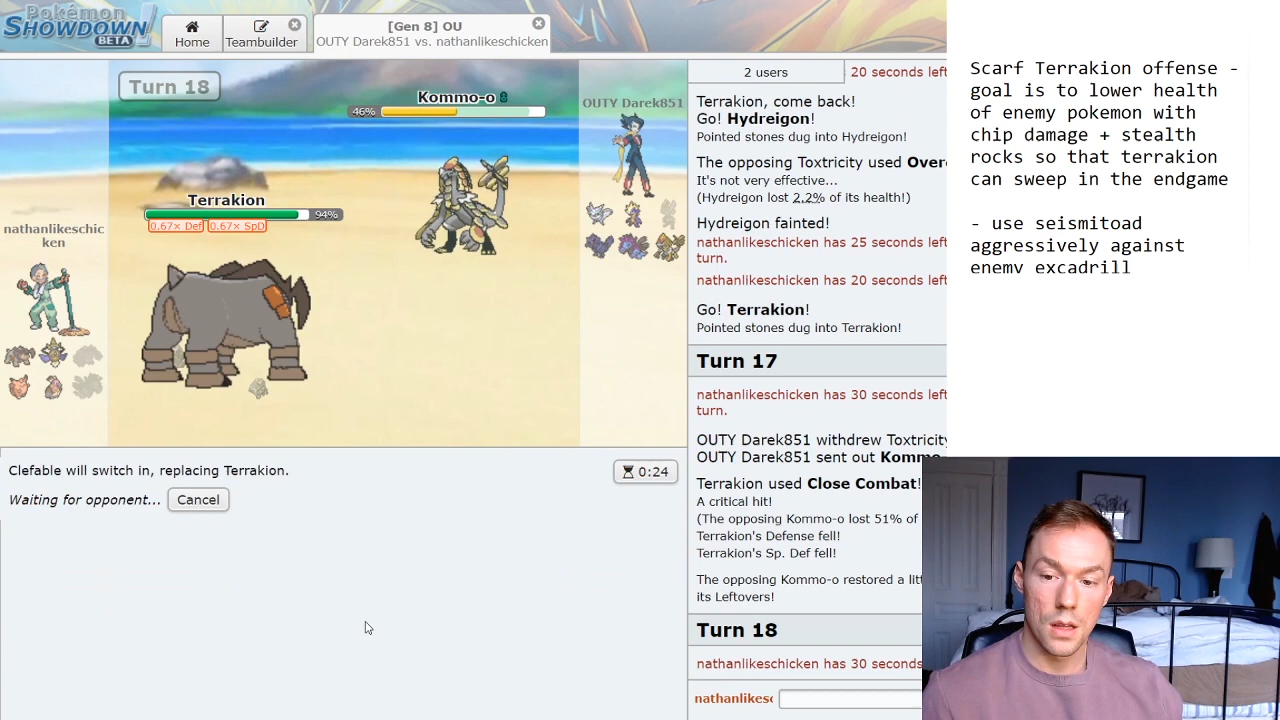 Pokémon
SHOWDOWN!
BETA
Home
Teambuilder
[Gen 8] OU
OUTY Darek851 vs. nathanlikeschicken
Turn 18
Kommo-o
46%
Terrakion
94%
0.67× Def 0.67× SpD
nathanlikeschic
ken
OUTY Darek851
2 users
20 seconds left
Terrakion, come back!
Go! Hydreigon!
Pointed stones dug into Hydreigon!
The opposing Toxtricity used Over
It's not very effective...
(Hydreigon lost 2.2% of its health!)
Hydreigon fainted!
nathanlikeschicken has 25 seconds left
turn.
nathanlikeschicken has 20 seconds left
Go! Terrakion!
Pointed stones dug into Terrakion!
Turn 17
nathanlikeschicken has 30 seconds left
turn.
OUTY Darek851 withdrew Toxtricity
OUTY Darek851 sent out Kommo-
Terrakion used Close Combat!
A critical hit!
(The opposing Kommo-o lost 51% of
Terrakion's Defense fell!
Terrakion's Sp. Def fell!
The opposing Kommo-o restored a litt
its Leftovers!
Turn 18
nathanlikeschicken has 30 seconds
nathanlikesc
Clefable will switch in, replacing Terrakion.
Waiting for opponent... Cancel
0:24
Scarf Terrakion offense -
goal is to lower health
of enemy pokemon with
chip damage + stealth
rocks so that terrakion
can sweep in the endgame
- use seismitoad
aggressively against
enemy excadrill